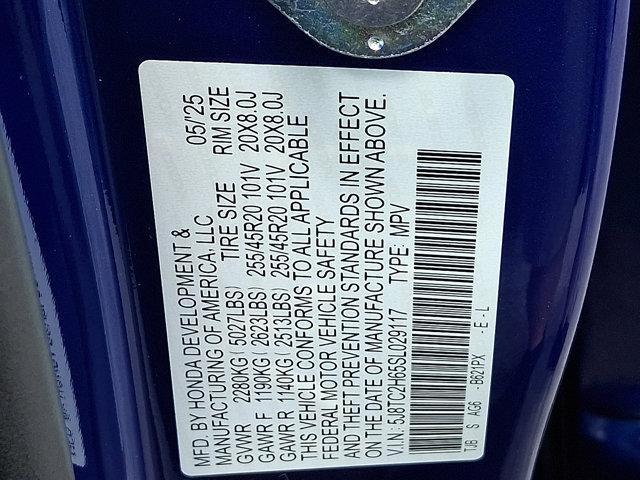 MFD. BY HONDA DEVELOPMENT & 05/'25
MANUFACTURING OF AMERICA, LLC
TIRE SIZE RIM SIZE
GVWR 2280KG ( 5027LBS) 255/45R20 101V 20X8.0J
GAWR F 1190KG ( 2623LBS) 255/45R20 101V 20X8.0J
GAWR R 1140KG ( 2513LBS)
THIS VEHICLE CONFORMS TO ALL APPLICABLE
FEDERAL MOTOR VEHICLE SAFETY
AND THEFT PREVENTION STANDARDS IN EFFECT
ON THE DATE OF MANUFACTURE SHOWN ABOVE.
V.I.N.: 5J8TC2H65SL029117 TYPE: MPV
TJB S AG6 - B621PX - E - L